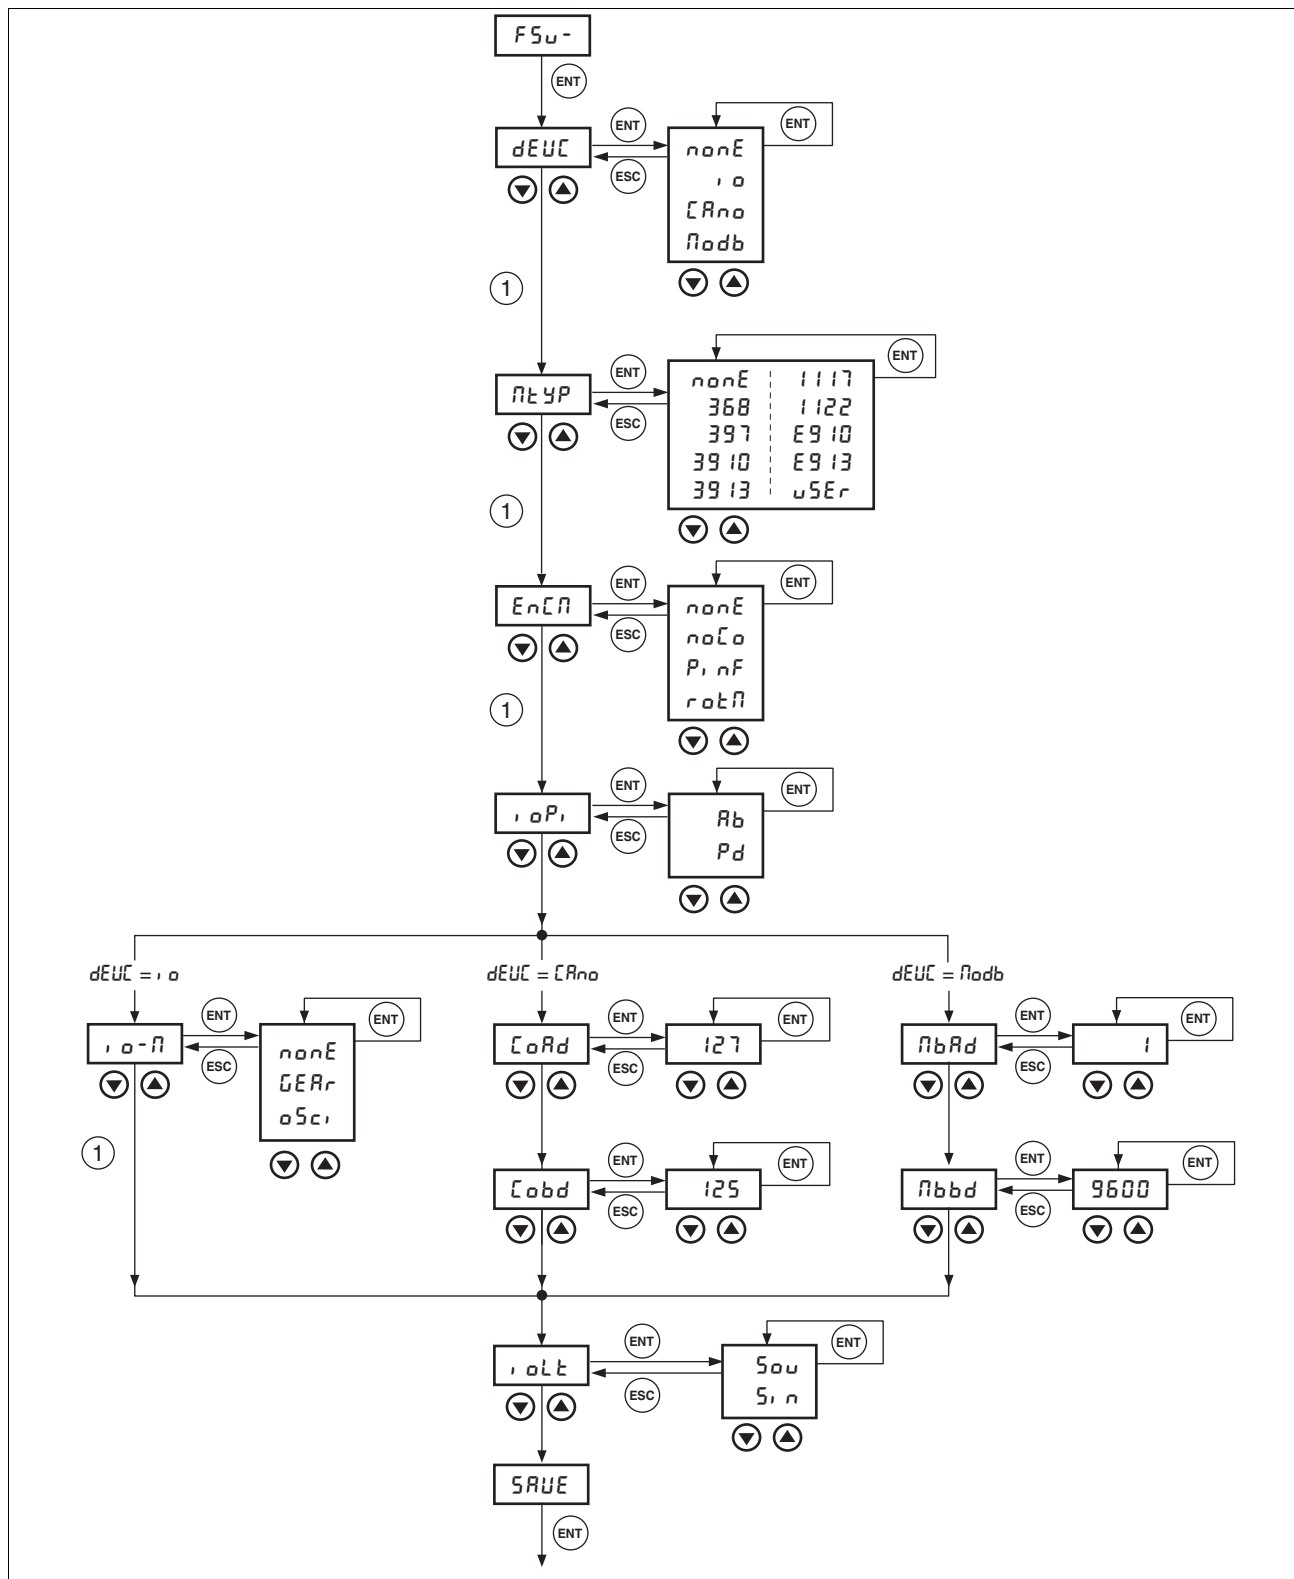 FSu-
ENT
ENT
ENT
dEUC
nonE
ESC
io
CAno
Modb
1
ENT
ENT
MtYP
nonE 1117
ESC
368 1122
397 E910
3910 E913
3913 uSEr
1
ENT
ENT
EnCM
nonE
ESC
noCo
PinF
rotM
1
ENT
ENT
ioPi
Ab
ESC
Pd
dEUC = io
dEUC = CAno
dEUC = Modb
ENT
ENT
io-M
nonE
ESC
GEAr
oSci
1
ENT
ENT
CoAd
127
ESC
ENT
ENT
Cobd
125
ESC
ENT
ENT
MbAd
1
ESC
ENT
ENT
Mbbd
9600
ESC
ENT
ENT
ioLt
Sou
ESC
Sin
SAUE
ENT